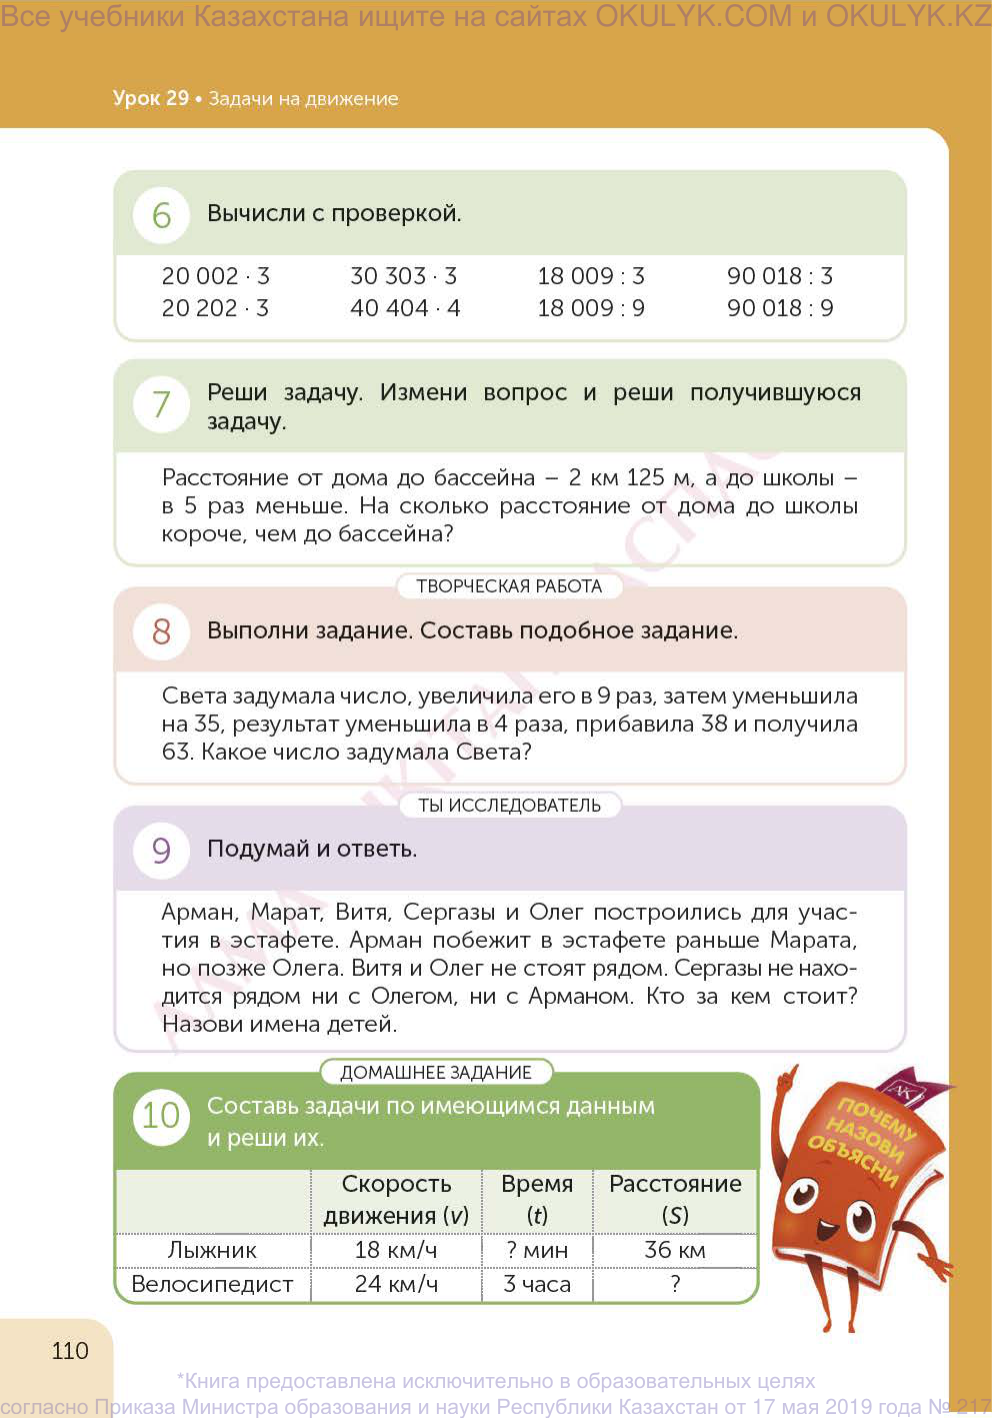 Все учебники Казахстана ищите на сайтах OKULYK.COM и OKULYK.KZ
Урок 29 • Задачи на движение
6
Вычисли с проверкой.
20 002 · 3 30 303 · 3 18 009 : 3 90 018 : 3
20 202 · 3 40 404 · 4 18 009 : 9 90 018 : 9
7
Реши задачу. Измени вопрос и реши получившуюся
задачу.
Расстояние от дома до бассейна – 2 км 125 м, а до школы –
в 5 раз меньше. На сколько расстояние от дома до школы
короче, чем до бассейна?
ТВОРЧЕСКАЯ РАБОТА
8
Выполни задание. Составь подобное задание.
Света задумала число, увеличила его в 9 раз, затем уменьшила
на 35, результат уменьшила в 4 раза, прибавила 38 и получила
63. Какое число задумала Света?
ТЫ ИССЛЕДОВАТЕЛЬ
9
Подумай и ответь.
Арман, Марат, Витя, Сергазы и Олег построились для учас-
тия в эстафете. Арман побежит в эстафете раньше Марата,
но позже Олега. Витя и Олег не стоят рядом. Сергазы не нахо-
дится рядом ни с Олегом, ни с Арманом. Кто за кем стоит?
Назови имена детей.
ДОМАШНЕЕ ЗАДАНИЕ
10
Составь задачи по имеющимся данным
и реши их.
Скорость Время Расстояние
движения (v) (t) (S)
Лыжник 18 км/ч ? мин 36 км
Велосипедист 24 км/ч 3 часа ?
АК
ПОЧЕМУ
НАЗОВИ
ОБЪЯСНИ
110
*Книга предоставлена исключительно в образовательных целях
согласно Приказа Министра образования и науки Республики Казахстан от 17 мая 2019 года № 217